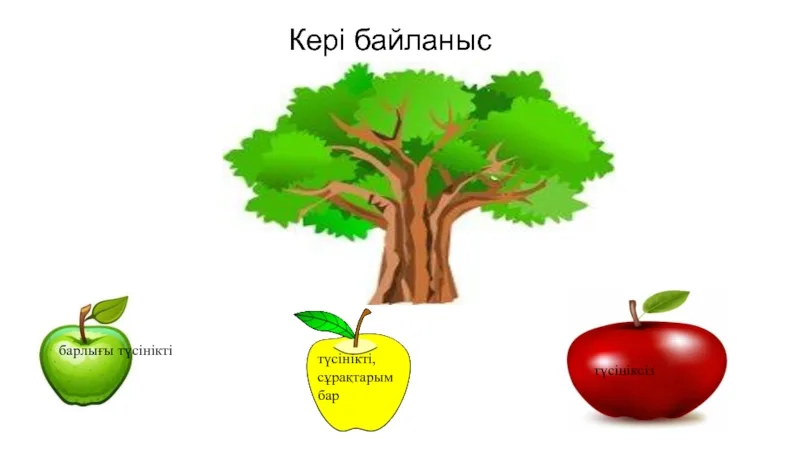 Кері байланыс
барлығы түсінікті
түсінікті,
сұрақтарым
бар
түсініксіз